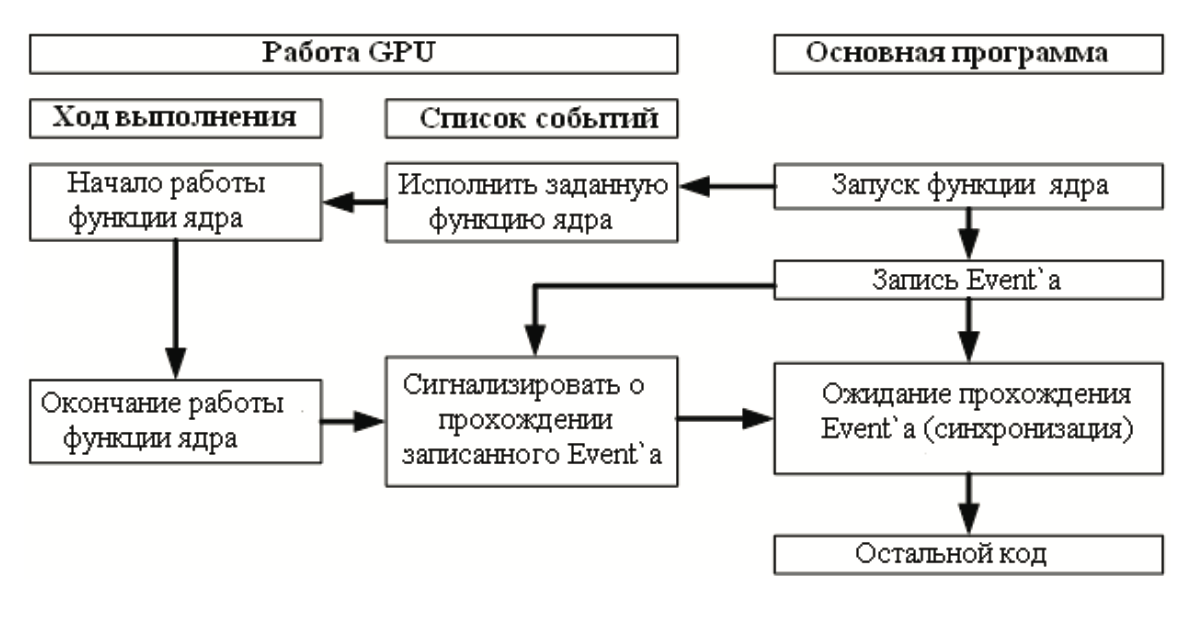 Работа GPU
Основная программа
Ход выполнения
Список событий
Начало работы
функции ядра
Исполнить заданную
функцию ядра
Запуск функции ядра
Запись Event`a
Окончание работы
функции ядра
Сигнализировать о
прохождении
записанного Event`a
Ожидание прохождения
Event`a (синхронизация)
Остальной код